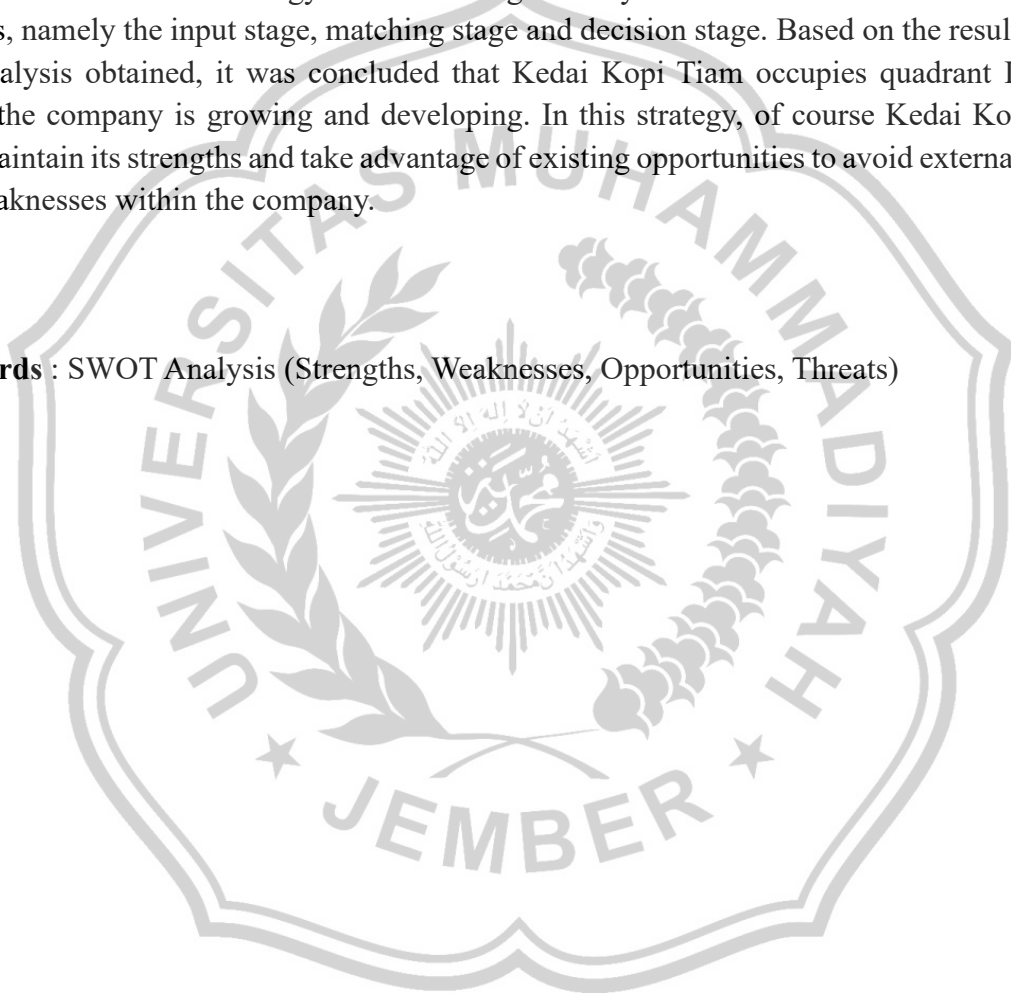 s, namely the input stage, matching stage and decision stage. Based on the resul
alysis obtained, it was concluded that Kedai Kopi Tiam occupies quadrant I
the company is growing and developing. In this strategy, of course Kedai Ko
aintain its strengths and take advantage of existing opportunities to avoid externa
aknesses within the company.
rds : SWOT Analysis (Strengths, Weaknesses, Opportunities, Threats)
UNIVERSITAS MUHAMMADIYAH
JEMBER